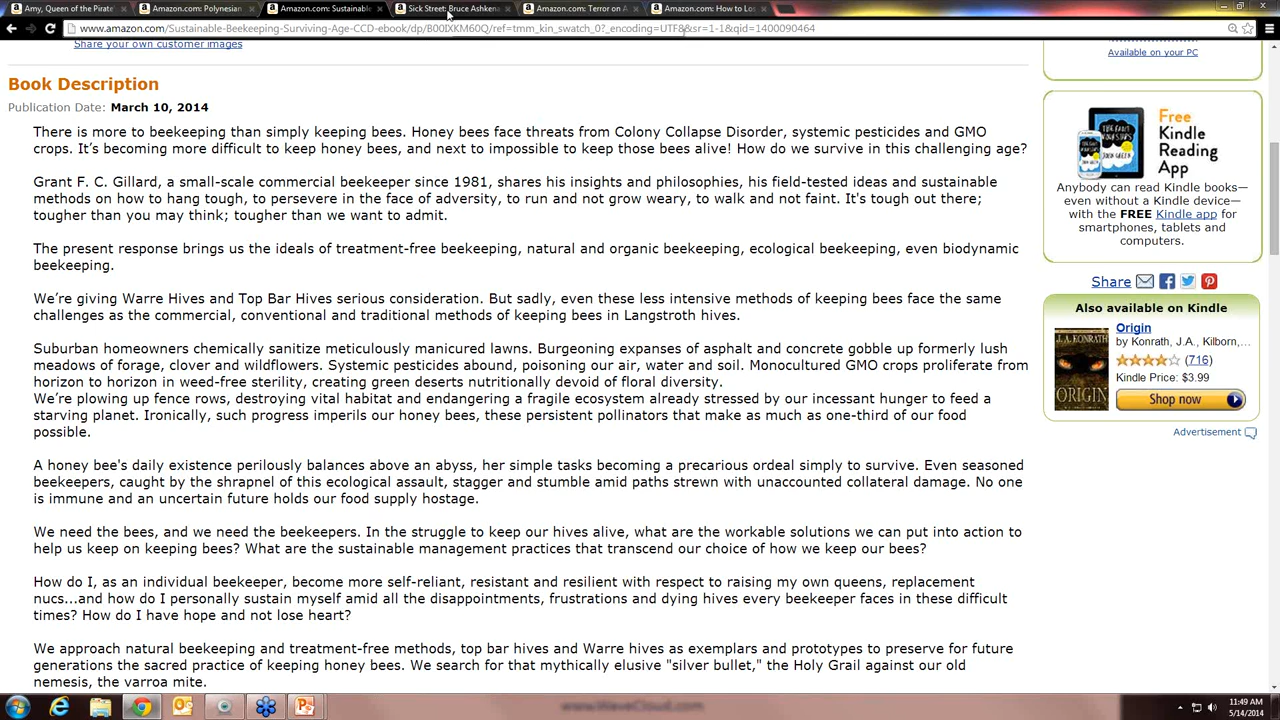 Amy, Queen of the Pirate
Amazon.com: Polynesian
Amazon.com: Sustainable
Sick Street: Bruce Ashkena
Amazon.com: Terror on A
Amazon.com: How to Los
www.amazon.com/Sustainable-Beekeeping-Surviving-Age-CCD-ebook/dp/B00IXKM60Q/ref=tmm_kin_swatch_0?_encoding=UTF8&sr=1-1&qid=1400090464
Share your own customer images
Available on your PC
Book Description
Publication Date: March 10, 2014
There is more to beekeeping than simply keeping bees. Honey bees face threats from Colony Collapse Disorder, systemic pesticides and GMO
crops. It's becoming more difficult to keep honey bees, and next to impossible to keep those bees alive! How do we survive in this challenging age?
Grant F. C. Gillard, a small-scale commercial beekeeper since 1981, shares his insights and philosophies, his field-tested ideas and sustainable
methods on how to hang tough, to persevere in the face of adversity, to run and not grow weary, to walk and not faint. It's tough out there;
tougher than you may think; tougher than we want to admit.
The present response brings us the ideals of treatment-free beekeeping, natural and organic beekeeping, ecological beekeeping, even biodynamic
beekeeping.
We're giving Warre Hives and Top Bar Hives serious consideration. But sadly, even these less intensive methods of keeping bees face the same
challenges as the commercial, conventional and traditional methods of keeping bees in Langstroth hives.
Suburban homeowners chemically sanitize meticulously manicured lawns. Burgeoning expanses of asphalt and concrete gobble up formerly lush
meadows of forage, clover and wildflowers. Systemic pesticides abound, poisoning our air, water and soil. Monocultured GMO crops proliferate from
horizon to horizon in weed-free sterility, creating green deserts nutritionally devoid of floral diversity.
We're plowing up fence rows, destroying vital habitat and endangering a fragile ecosystem already stressed by our incessant hunger to feed a
starving planet. Ironically, such progress imperils our honey bees, these persistent pollinators that make as much as one-third of our food
possible.
A honey bee's daily existence perilously balances above an abyss, her simple tasks becoming a precarious ordeal simply to survive. Even seasoned
beekeepers, caught by the shrapnel of this ecological assault, stagger and stumble amid paths strewn with unaccounted collateral damage. No one
is immune and an uncertain future holds our food supply hostage.
We need the bees, and we need the beekeepers. In the struggle to keep our hives alive, what are the workable solutions we can put into action to
help us keep on keeping bees? What are the sustainable management practices that transcend our choice of how we keep our bees?
How do I, as an individual beekeeper, become more self-reliant, resistant and resilient with respect to raising my own queens, replacement
nucs...and how do I personally sustain myself amid all the disappointments, frustrations and dying hives every beekeeper faces in these difficult
times? How do I have hope and not lose heart?
We approach natural beekeeping and treatment-free methods, top bar hives and Warre hives as exemplars and prototypes to preserve for future
generations the sacred practice of keeping honey bees. We search for that mythically elusive "silver bullet," the Holy Grail against our old
nemesis, the varroa mite.
Free
Kindle
Reading
App
Anybody can read Kindle books—
even without a Kindle device—
with the FREE Kindle app for
smartphones, tablets and
computers.
Share
Also available on Kindle
Origin
by Konrath, J.A., Kilborn,...
(716)
Kindle Price: $3.99
Shop now
J.A. KONRATH
ORIGIN
Advertisement
www.WaveCloud.com
11:49 AM
5/14/2014